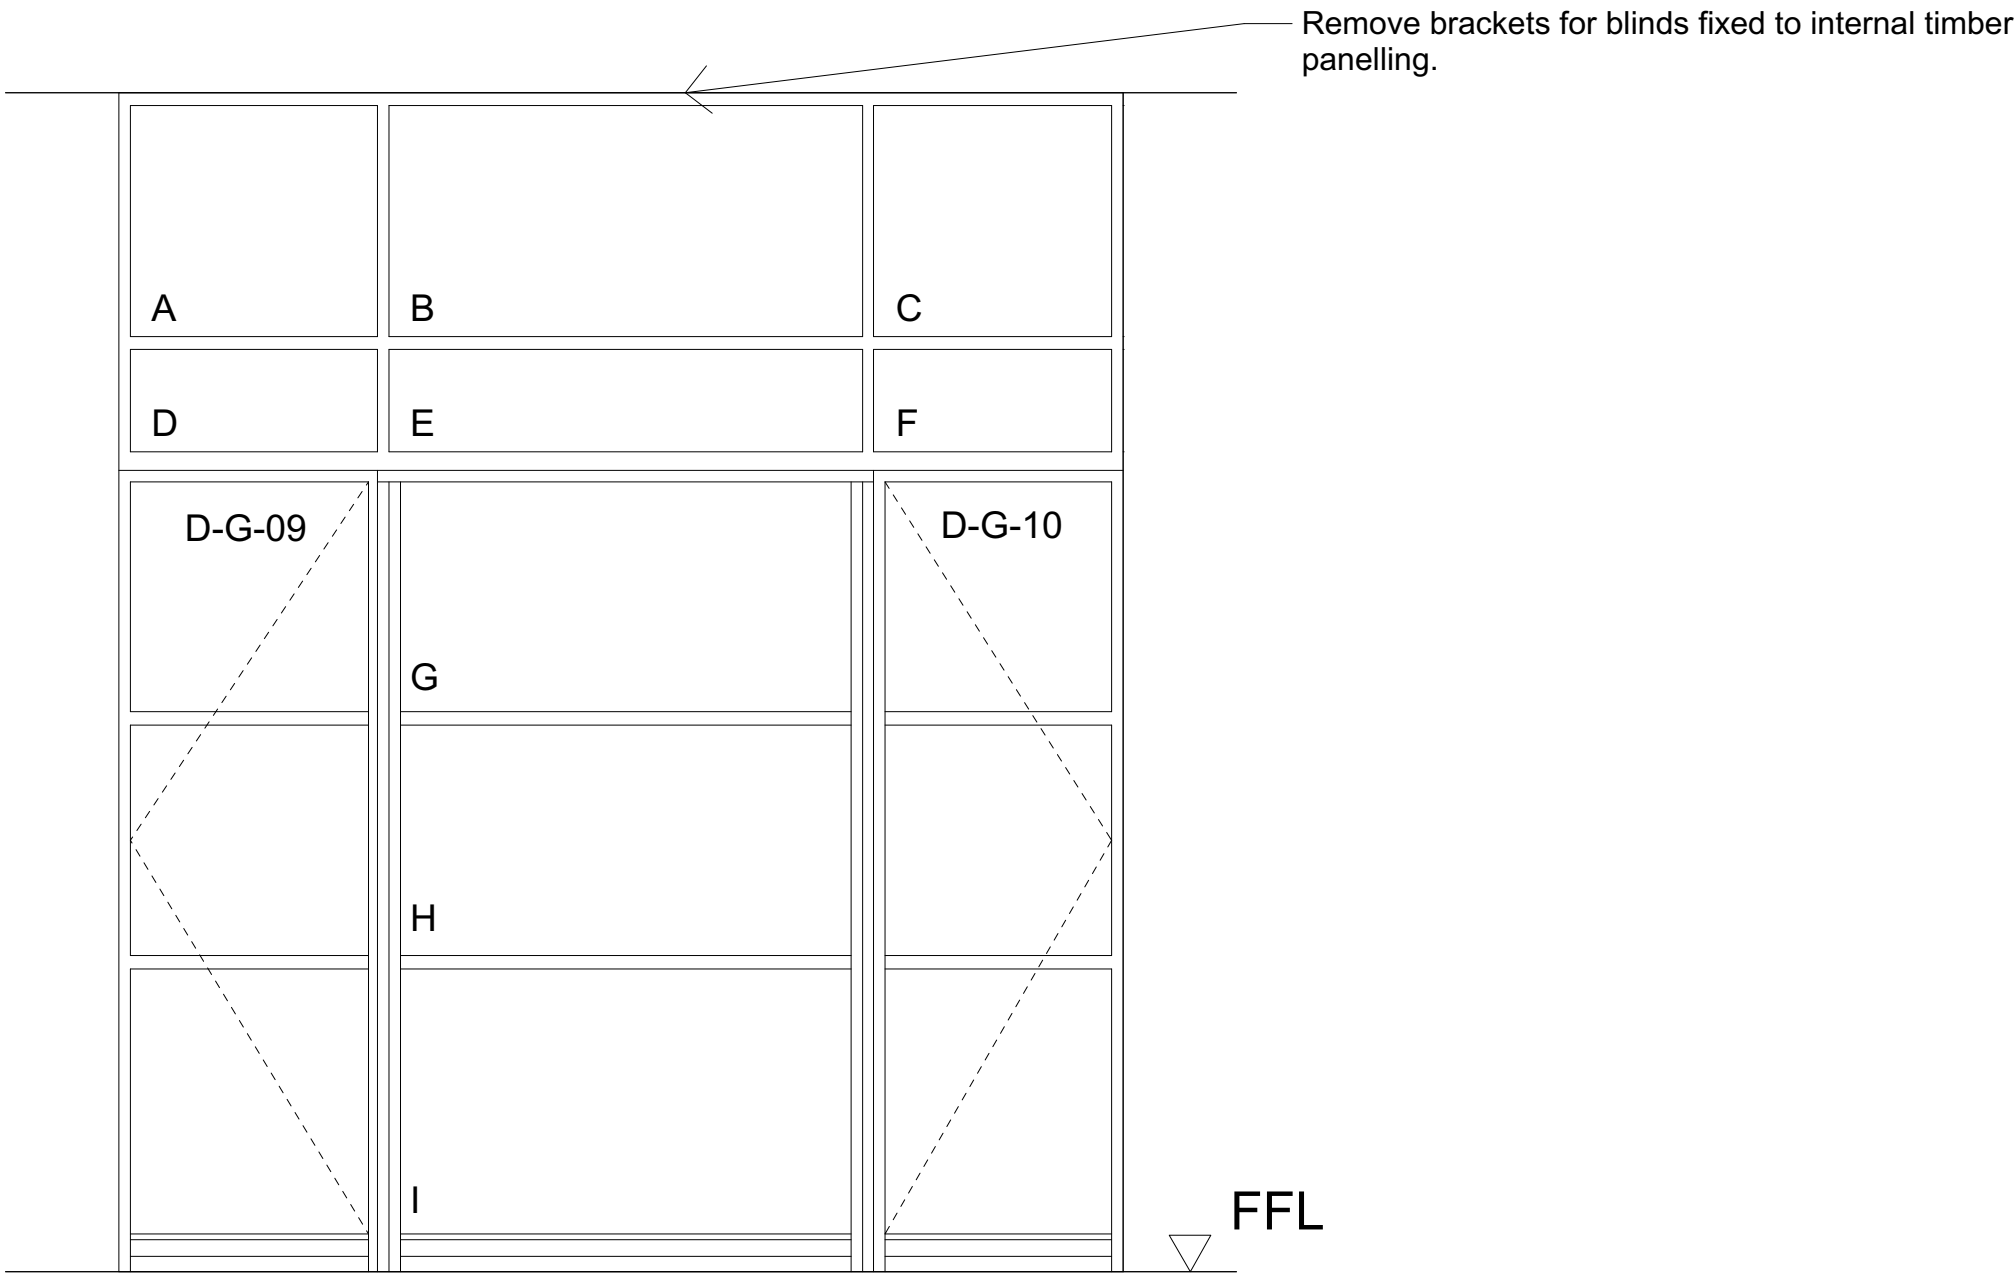 Remove brackets for blinds fixed to internal timber
panelling.
A
B
C
D
E
F
D-G-09
D-G-10
G
H
I
FFL